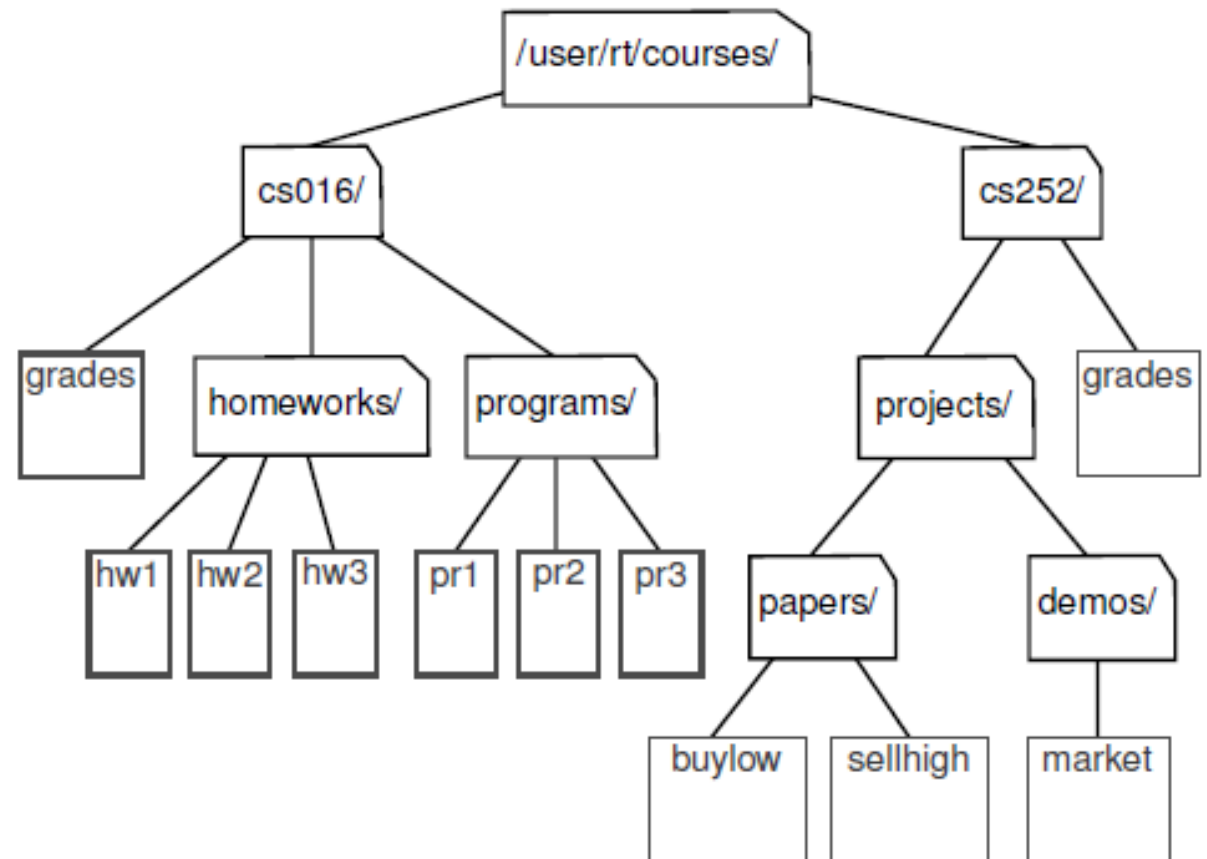 /user/rt/courses/
cs016/
cs252/
grades
homeworks/
programs/
projects/
grades
hw1
hw2
hw3
pr1
pr2
pr3
papers/
demos/
buylow
sellhigh
market